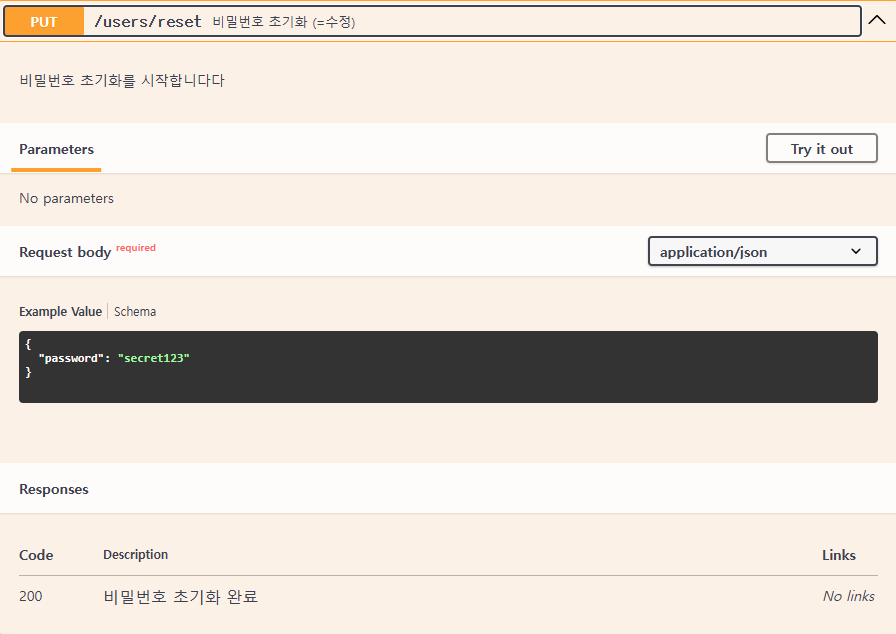 PUT /users/reset 비밀번호 초기화 (=수정)
비밀번호 초기화를 시작합니다다
Parameters
Try it out
No parameters
Request body required
application/json
Example Value Schema
{
"password": "secret123"
}
Responses
Code Description Links
200 비밀번호 초기화 완료 No links